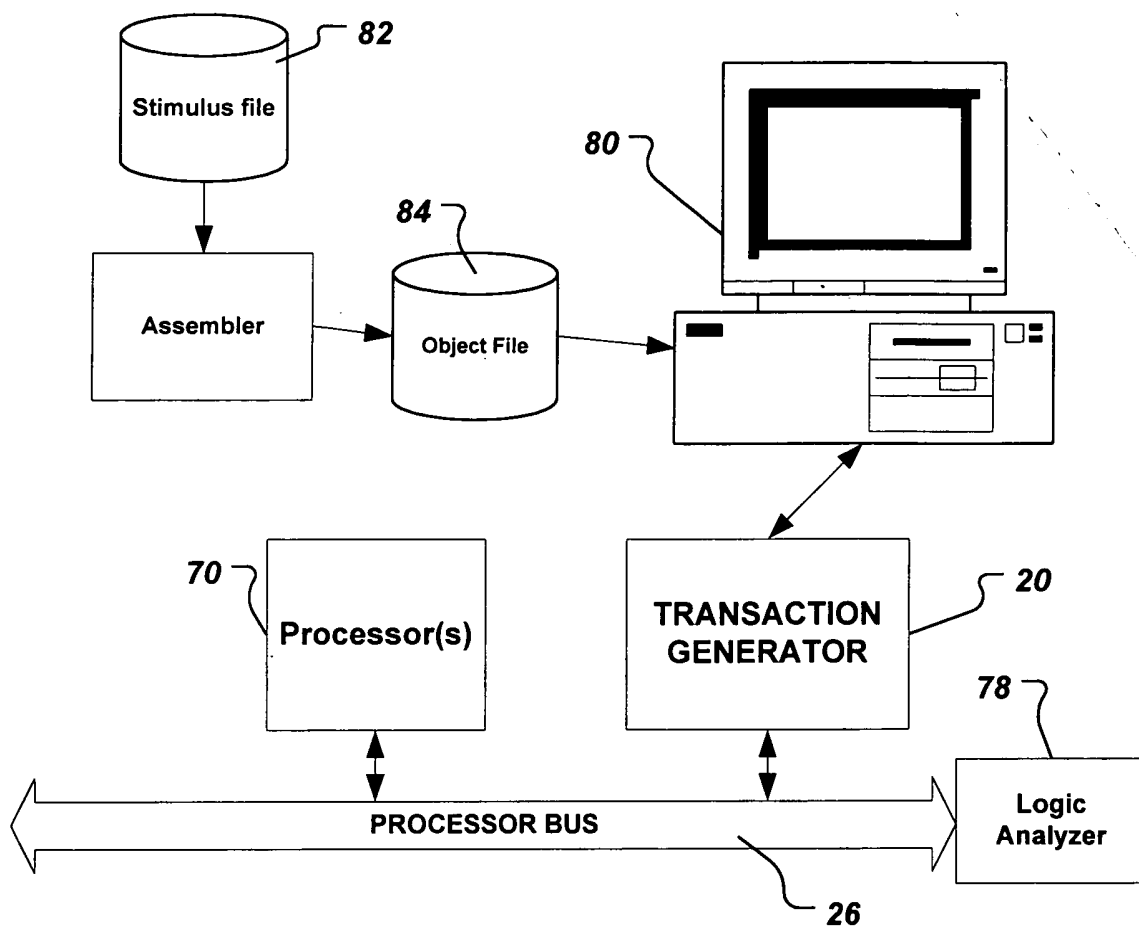 82
Stimulus file
80
84
Assembler
Object File
70
Processor(s)
TRANSACTION
GENERATOR
20
78
PROCESSOR BUS
Logic
Analyzer
26